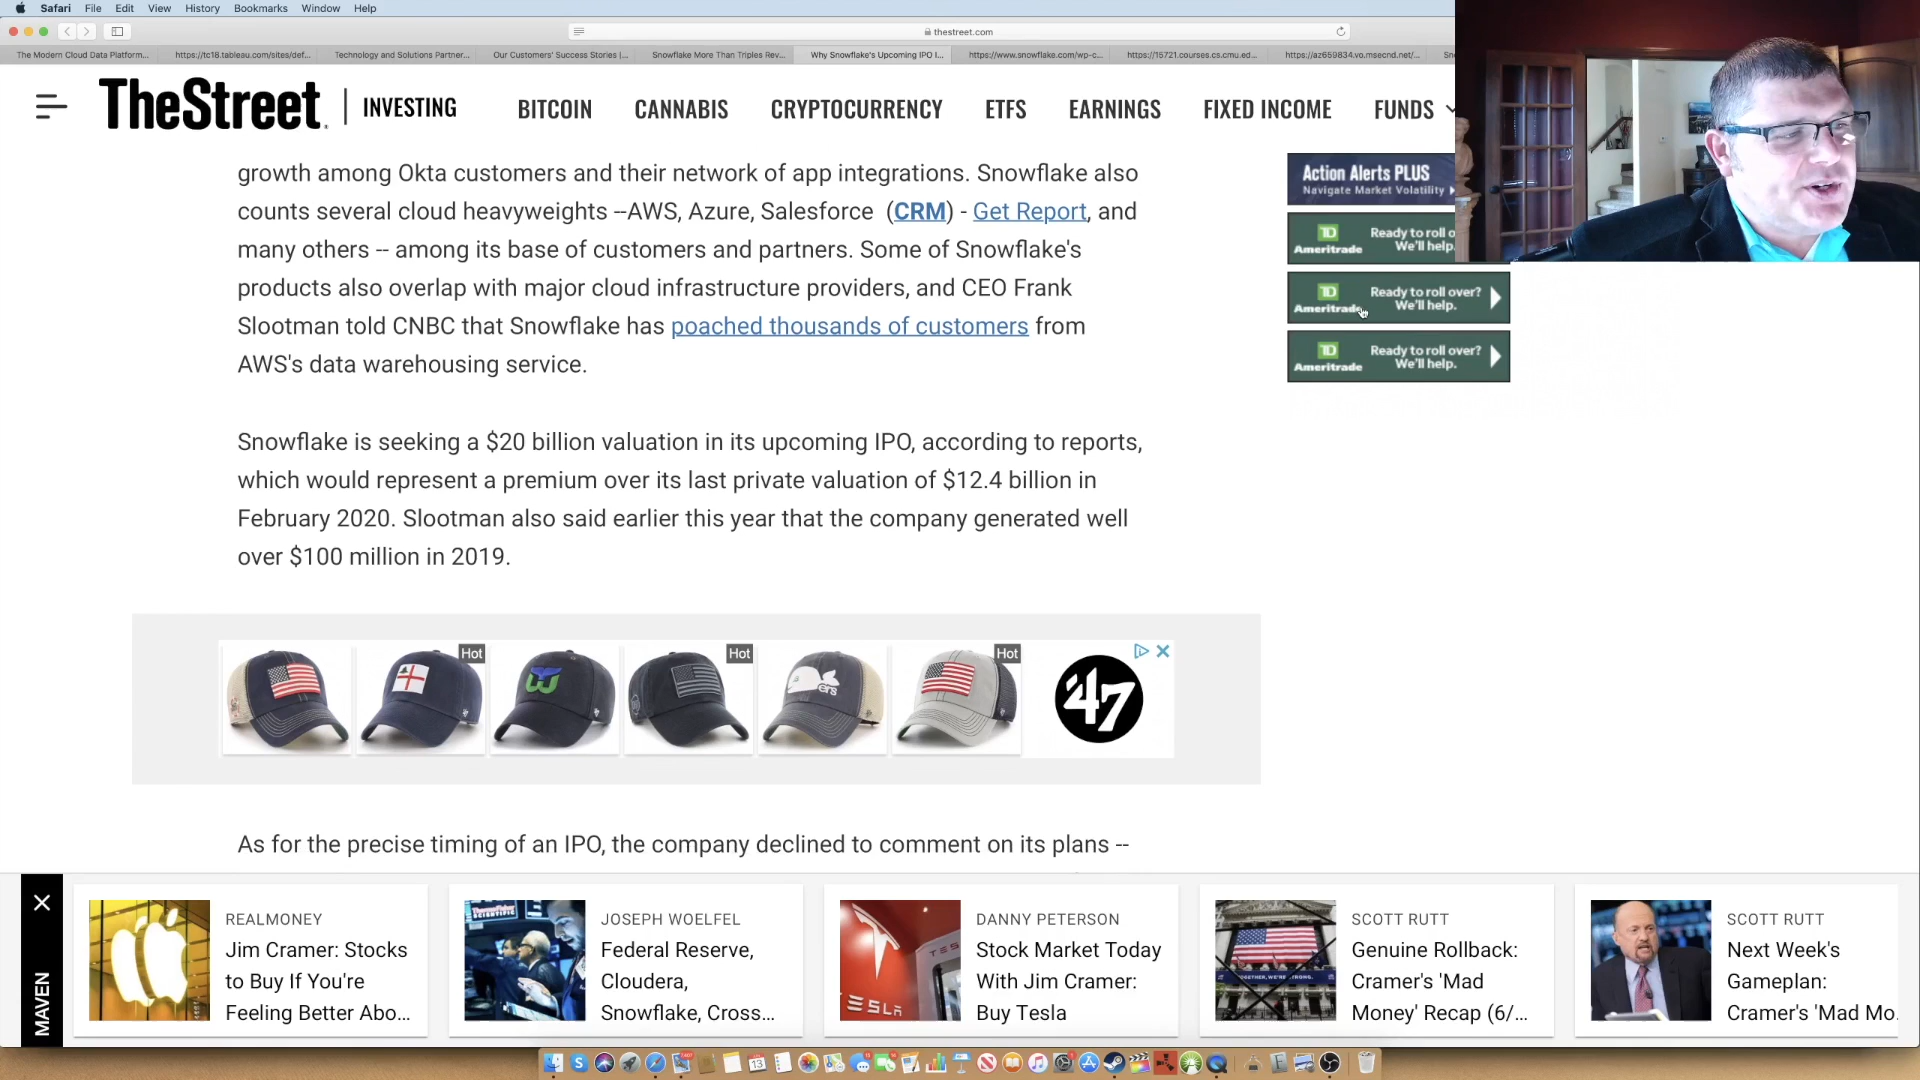 Safari File Edit View History Bookmarks Window Help
thestreet.com
The Modern Cloud Data Platform... https://tc18.tableau.com/sites/def... Technology and Solutions Partner... Our Customers' Success Stories |... Snowflake More Than Triples Rev... Why Snowflake's Upcoming IPO I... https://www.snowflake.com/wp-c... https://15721.courses.cs.cmu.ed... https://az659834.vo.msecnd.net/...
TheStreet INVESTING BITCOIN CANNABIS CRYPTOCURRENCY ETFS EARNINGS FIXED INCOME FUNDS
growth among Okta customers and their network of app integrations. Snowflake also
counts several cloud heavyweights --AWS, Azure, Salesforce (CRM) - Get Report, and
many others -- among its base of customers and partners. Some of Snowflake's
products also overlap with major cloud infrastructure providers, and CEO Frank
Slootman told CNBC that Snowflake has poached thousands of customers from
AWS's data warehousing service.
Snowflake is seeking a $20 billion valuation in its upcoming IPO, according to reports,
which would represent a premium over its last private valuation of $12.4 billion in
February 2020. Slootman also said earlier this year that the company generated well
over $100 million in 2019.
Action Alerts PLUS
Navigate Market Volatility
TD Ameritrade Ready to roll o
We'll help.
TD Ameritrade Ready to roll over?
We'll help.
TD Ameritrade Ready to roll over?
We'll help.
Hot Hot Hot
'47
As for the precise timing of an IPO, the company declined to comment on its plans --
MAVEN
REALMONEY
Jim Cramer: Stocks
to Buy If You're
Feeling Better Abo...
JOSEPH WOELFEL
Federal Reserve,
Cloudera,
Snowflake, Cross...
DANNY PETERSON
Stock Market Today
With Jim Cramer:
Buy Tesla
SCOTT RUTT
Genuine Rollback:
Cramer's 'Mad
Money' Recap (6/...
SCOTT RUTT
Next Week's
Gameplan:
Cramer's 'Mad Mo
TESLA